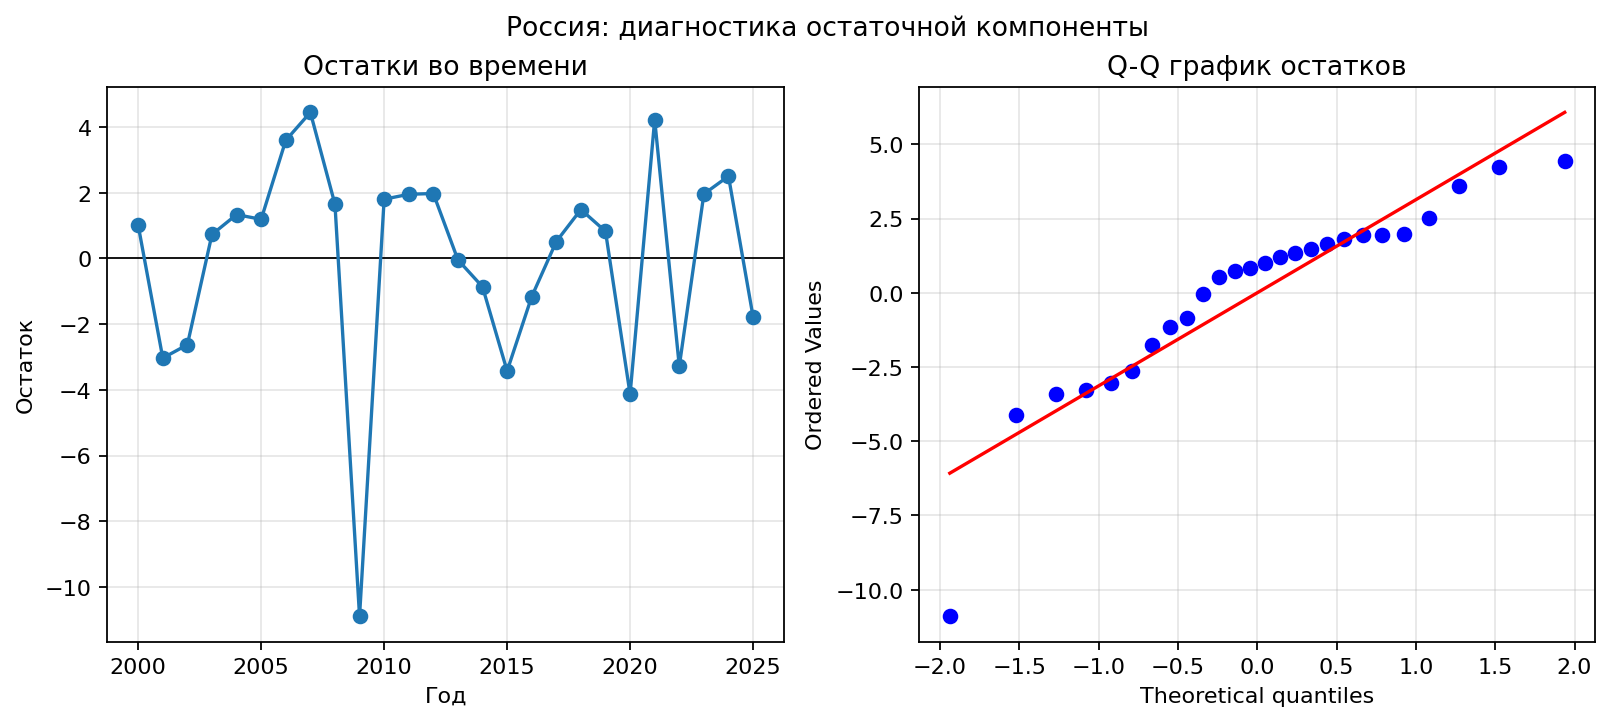 Россия: диагностика остаточной компоненты
Остатки во времени
Остаток
4
2
0
−2
−4
−6
−8
−10
2000 2005 2010 2015 2020 2025
Год
Q-Q график остатков
Ordered Values
5.0
2.5
0.0
−2.5
−5.0
−7.5
−10.0
−2.0 −1.5 −1.0 −0.5 0.0 0.5 1.0 1.5 2.0
Theoretical quantiles